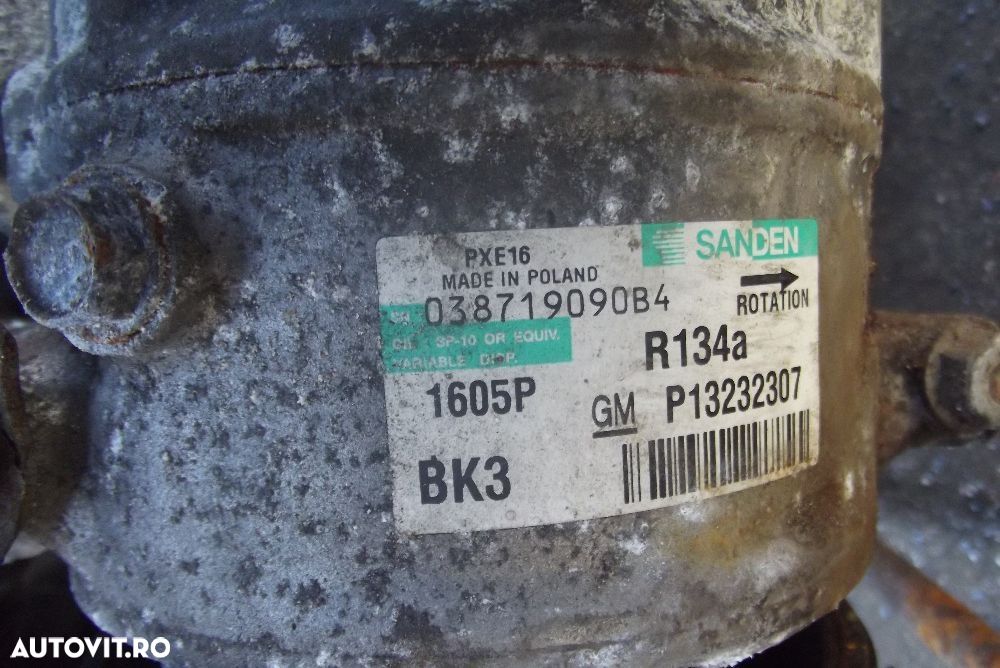 SANDEN
PXE16
MADE IN POLAND
ROTATION
SN 038719090B4
OIL SP-10 OR EQUIV.
VARIABLE DISP.
R134a
1605P
GM P13232307
BK3
AUTOVIT.RO